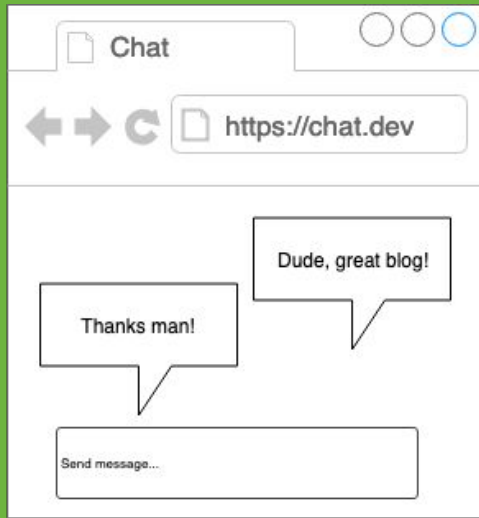 Chat
https://chat.dev
Dude, great blog!
Thanks man!
Send message...